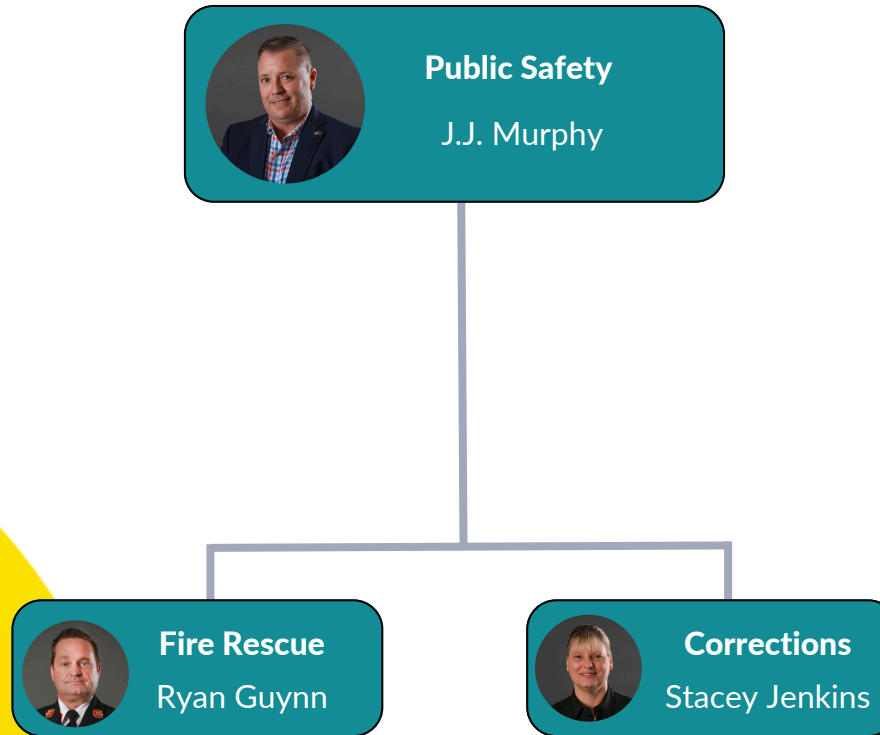 Public Safety
J.J. Murphy
Fire Rescue
Ryan Guynn
Corrections
Stacey Jenkins